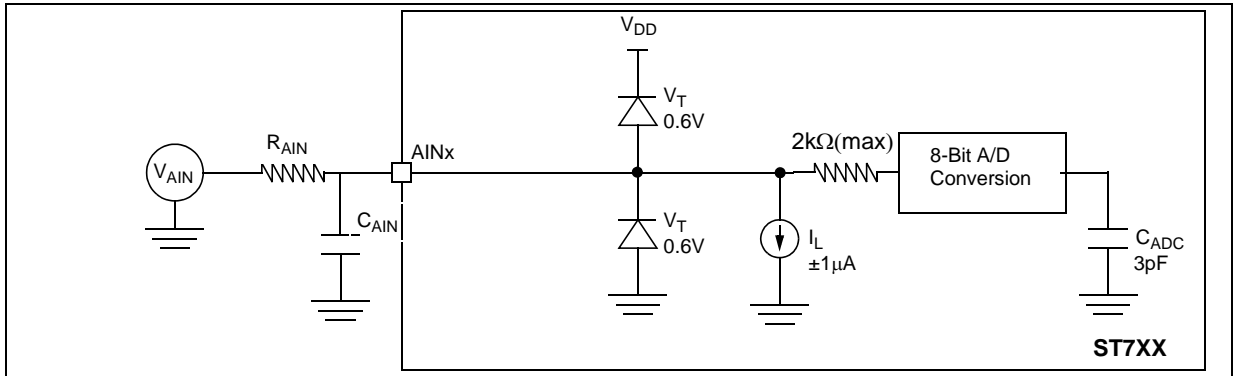 V_DD
V_T
0.6V
R_AIN
AINx
2kΩ(max)
8-Bit A/D
Conversion
V_AIN
C_AIN
V_T
0.6V
I_L
±1μA
C_ADC
3pF
ST7XX